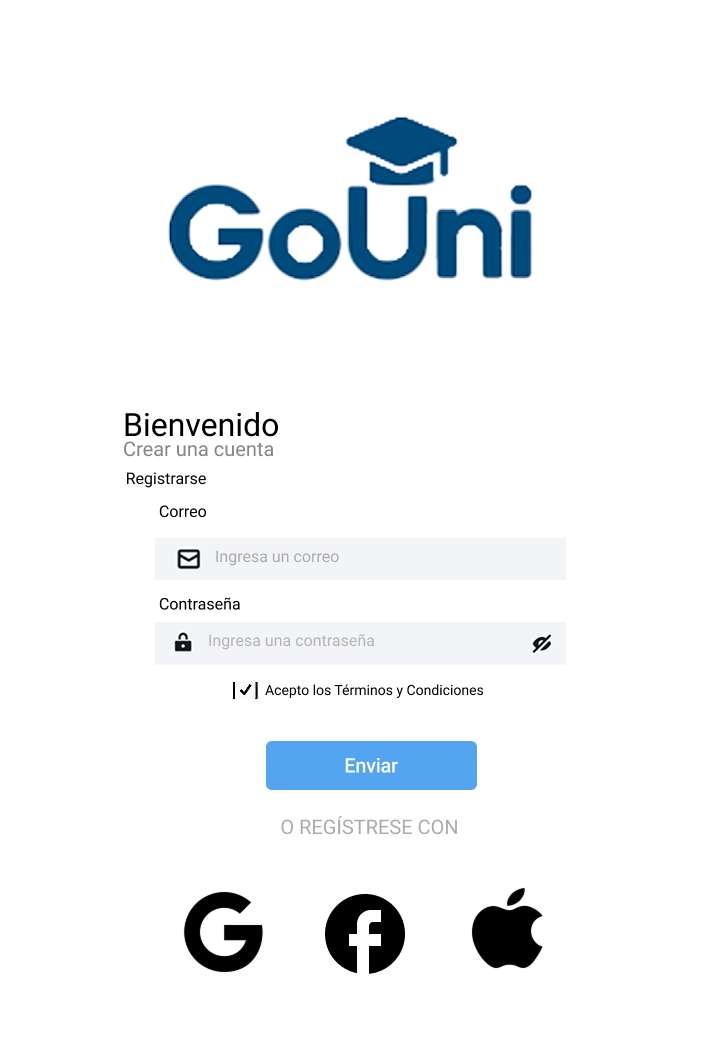 GoUni
Bienvenido
Crear una cuenta
Registrarse
Correo
Ingresa un correo
Contraseña
Ingresa una contraseña
Acepto los Términos y Condiciones
Enviar
O REGÍSTRESE CON